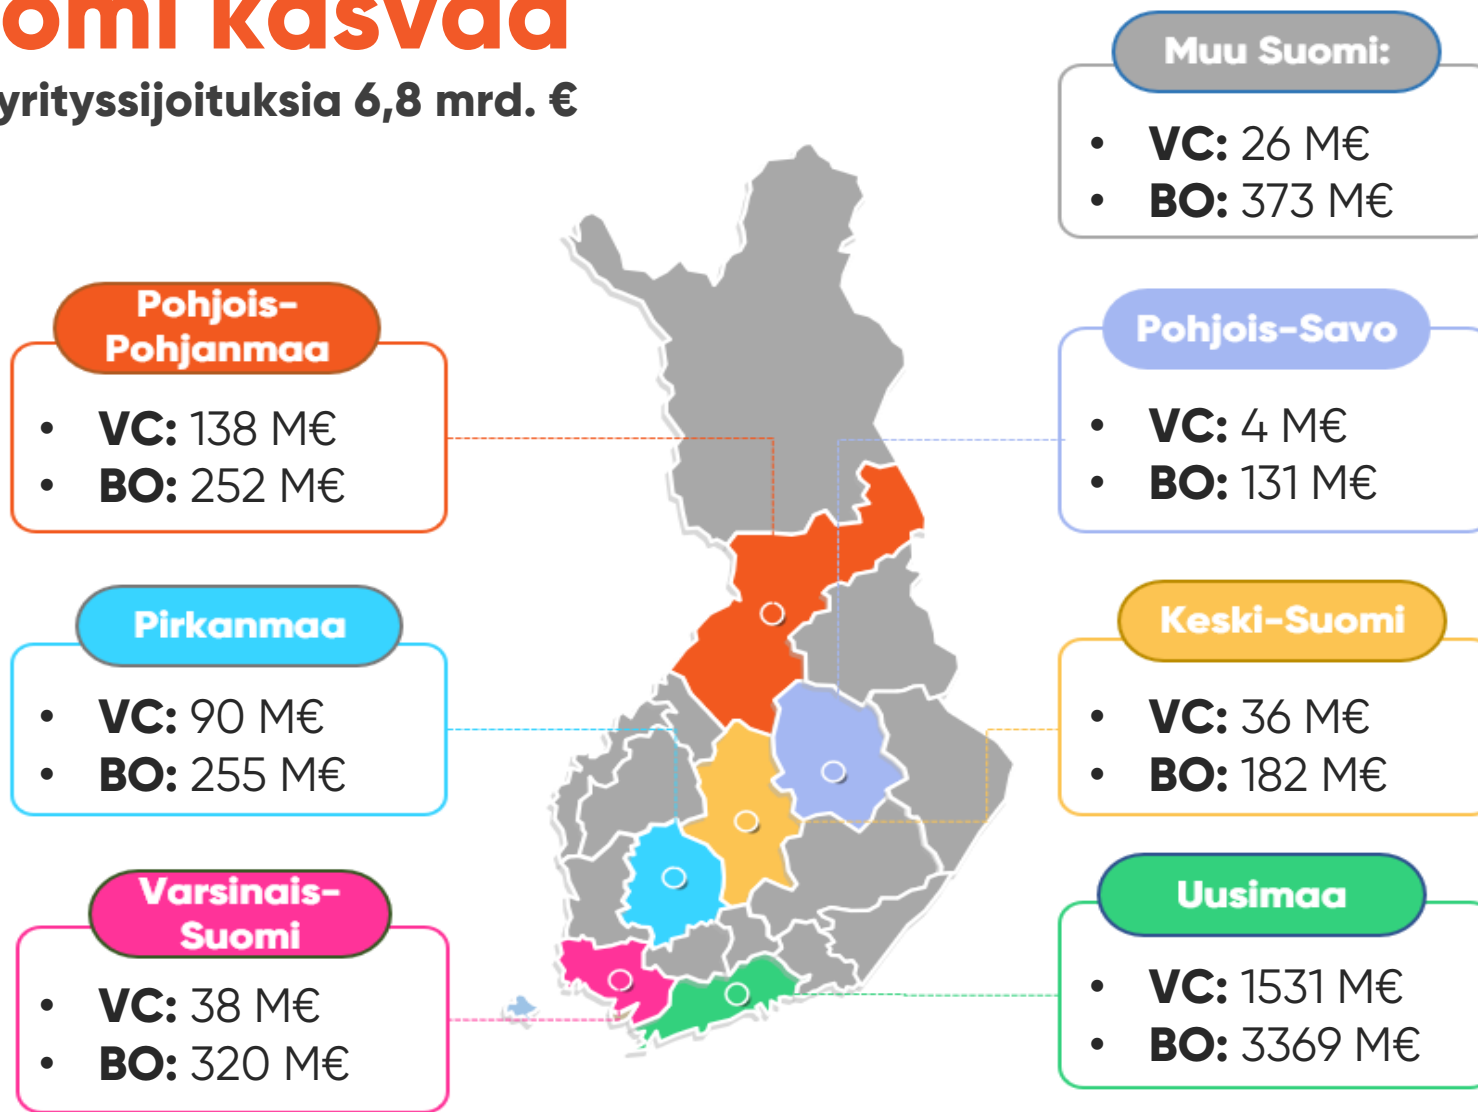 omi kasvaa
yrityssijoituksia 6,8 mrd. €
Muu Suomi:
• VC: 26 M€
• BO: 373 M€
Pohjois-
Pohjanmaa
• VC: 138 M€
• BO: 252 M€
Pohjois-Savo
• VC: 4 M€
• BO: 131 M€
Pirkanmaa
• VC: 90 M€
• BO: 255 M€
Keski-Suomi
• VC: 36 M€
• BO: 182 M€
Varsinais-
Suomi
• VC: 38 M€
• BO: 320 M€
Uusimaa
• VC: 1531 M€
• BO: 3369 M€